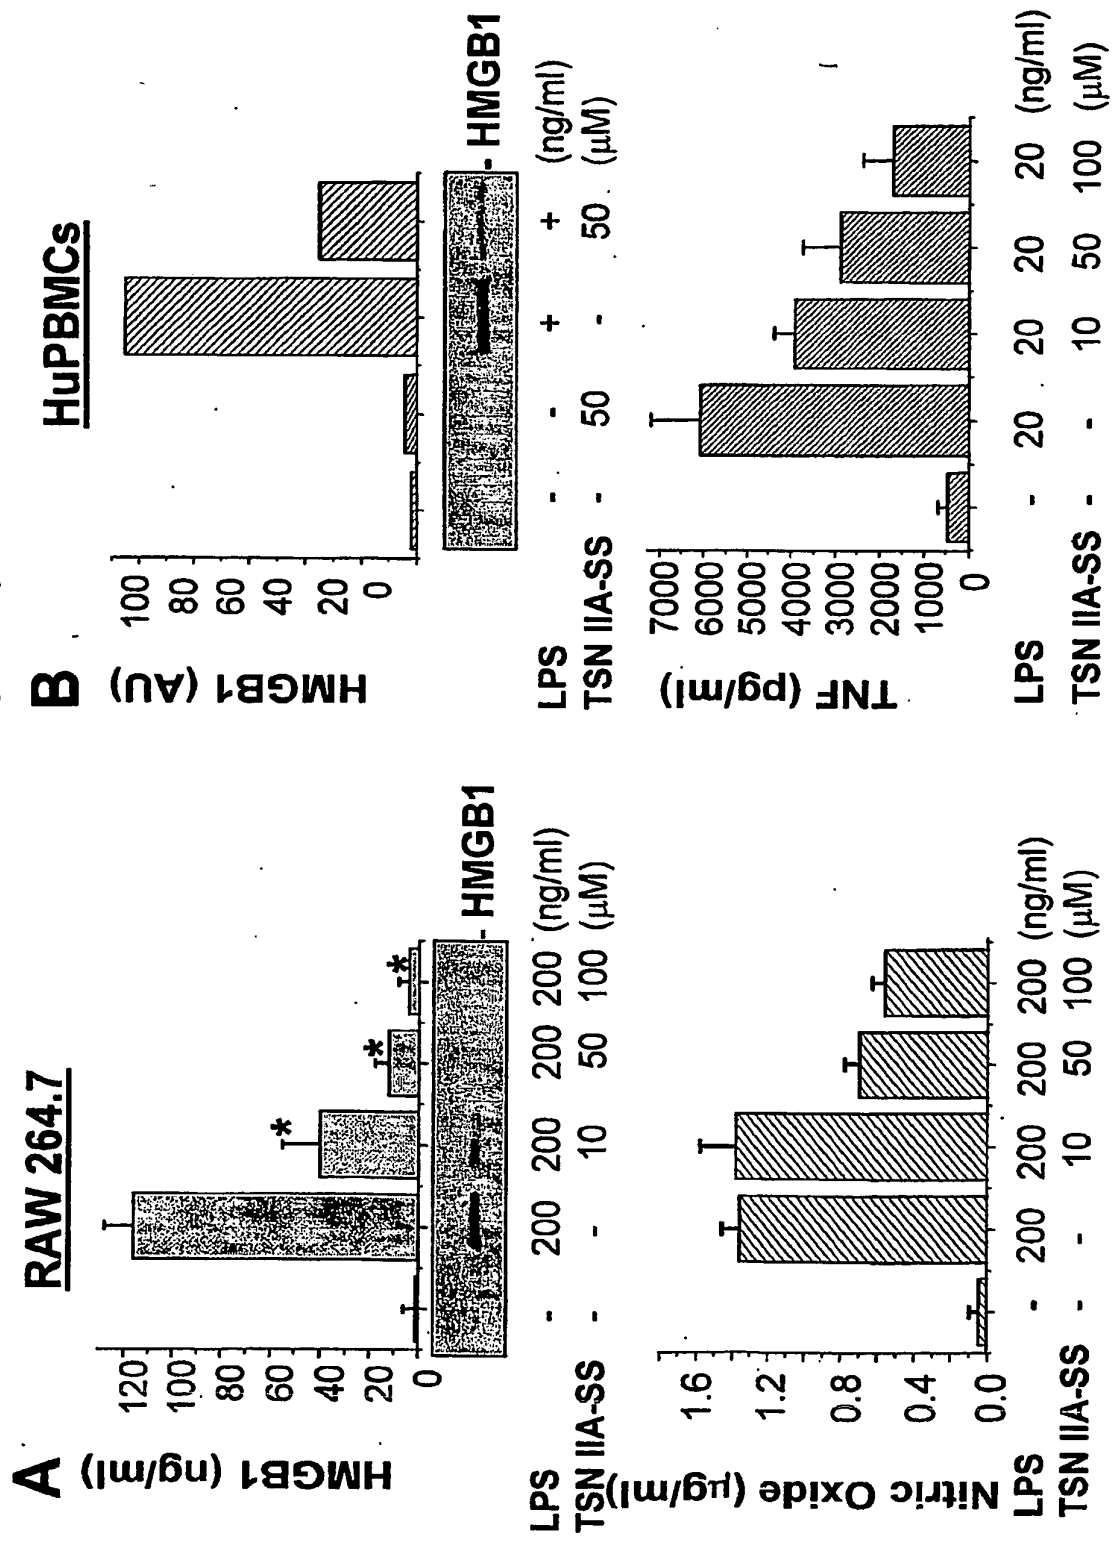 A
RAW 264.7
HMGB1 (ng/ml)
120
100
80
60
40
20
0
* * *
- HMGB1
LPS - 200 200 200 200 (ng/ml)
TSN IIA-SS - - 10 50 100 (μM)
Nitric Oxide (μg/ml)
1.6
1.2
0.8
0.4
0.0
LPS - 200 200 200 200 (ng/ml)
TSN IIA-SS - - 10 50 100 (μM)
B
HuPBMCs
HMGB1 (AU)
100
80
60
40
20
0
- HMGB1
LPS - - + + (ng/ml)
TSN IIA-SS - 50 - 50 (μM)
TNF (pg/ml)
7000
6000
5000
4000
3000
2000
1000
0
LPS - 20 20 20 20 (ng/ml)
TSN IIA-SS - - 10 50 100 (μM)